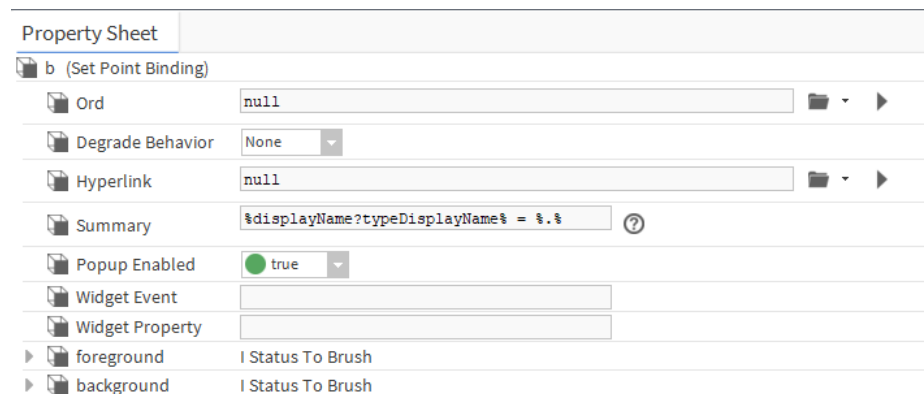 Property Sheet
b (Set Point Binding)
Ord null
Degrade Behavior None
Hyperlink null
Summary %displayName?typeDisplayName% = %.%
Popup Enabled true
Widget Event
Widget Property
foreground I Status To Brush
background I Status To Brush